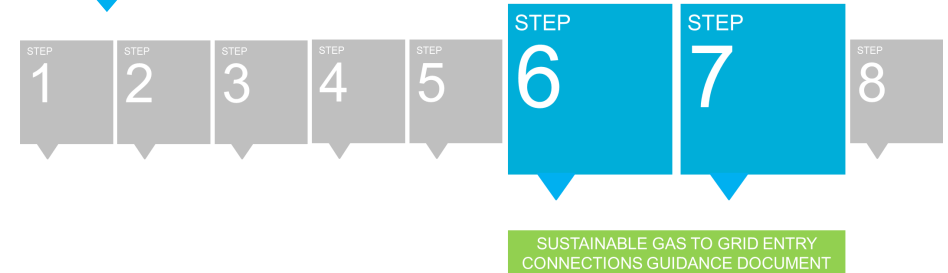 STEP
1
STEP
2
STEP
3
STEP
4
STEP
5
STEP
6
STEP
7
STEP
8
SUSTAINABLE GAS TO GRID ENTRY
CONNECTIONS GUIDANCE DOCUMENT